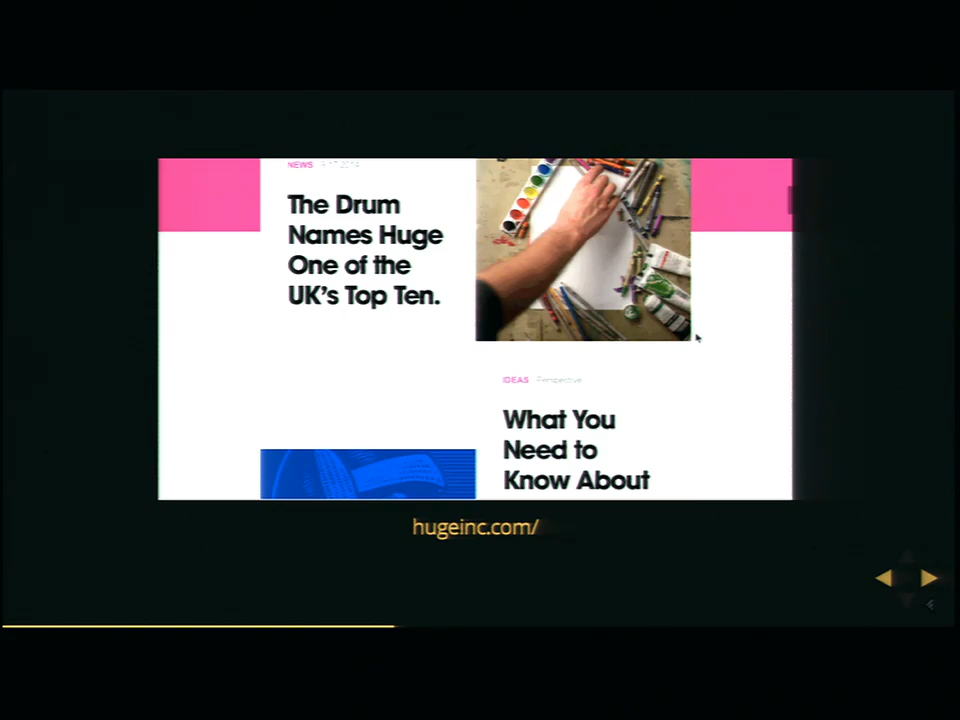 NEWS
The Drum
Names Huge
One of the
UK's Top Ten.
IDEAS Perspective
What You
Need to
Know About
hugeinc.com/